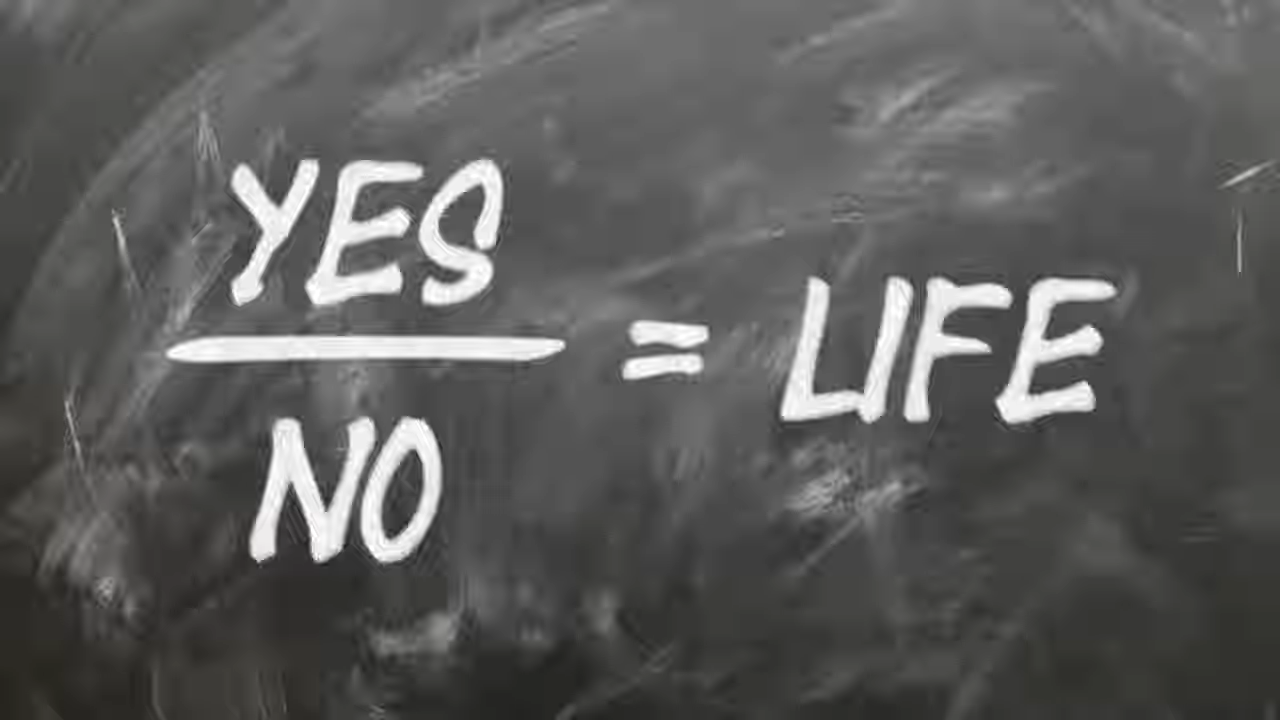 YES
= LIFE
NO